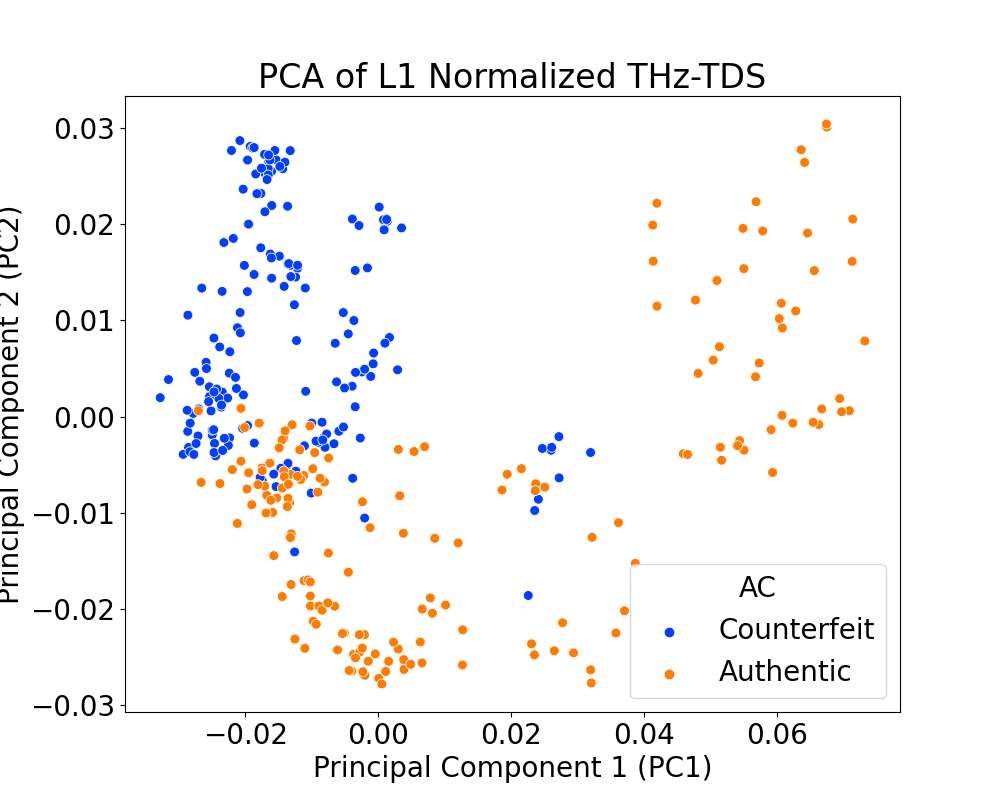 PCA of L1 Normalized THz-TDS
Principal Component 2 (PC2)
0.03
0.02
0.01
0.00
−0.01
−0.02
−0.03
AC
Counterfeit
Authentic
−0.02
0.00
0.02
0.04
0.06
Principal Component 1 (PC1)